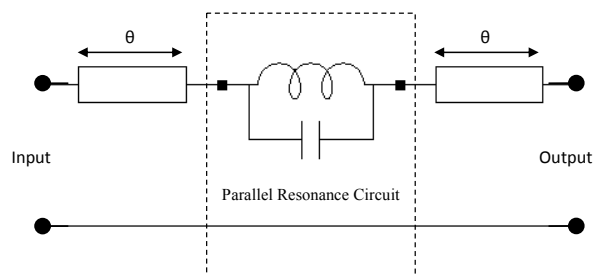 θ θ
Input Output
Parallel Resonance Circuit